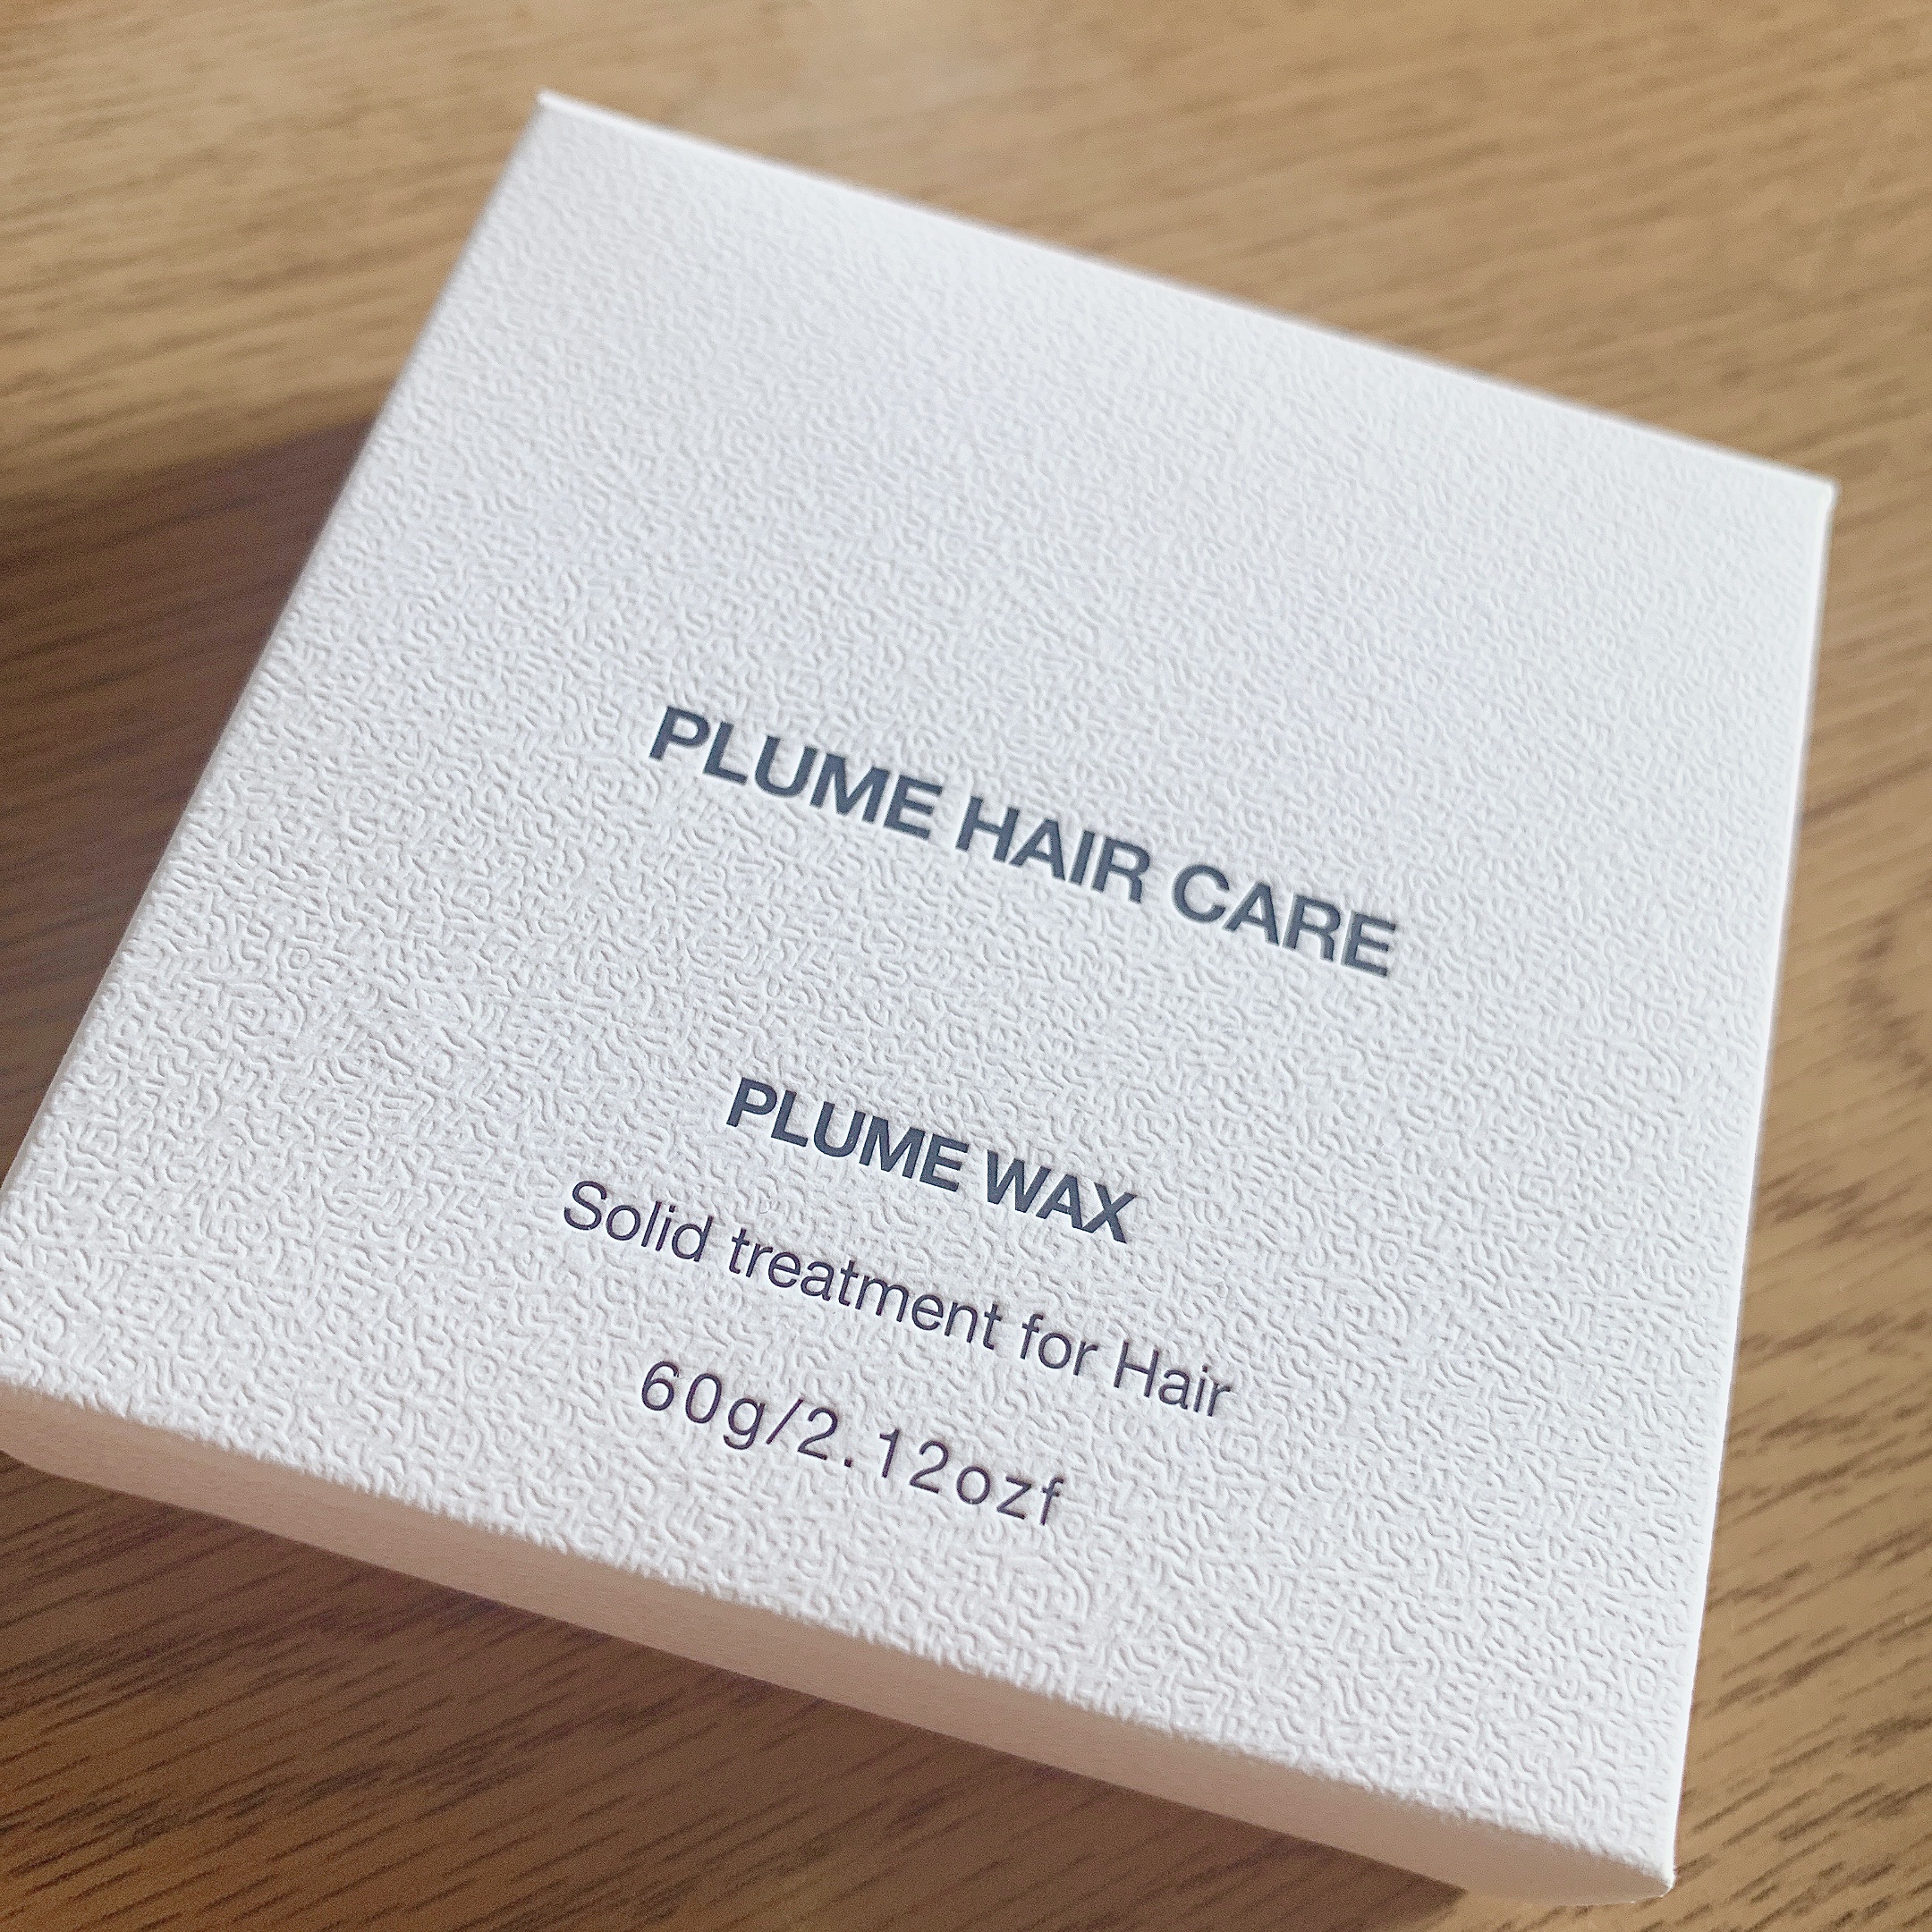 PLUME HAIR CARE
PLUME WAX
Solid treatment for Hair
60g/2.12ozf